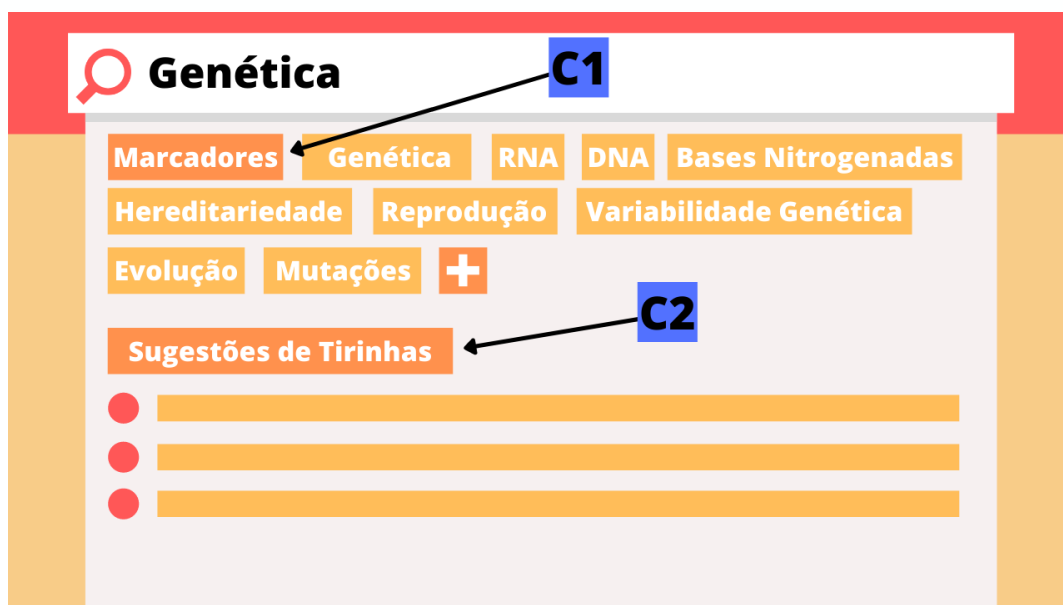 Genética
C1
Marcadores Genética RNA DNA Bases Nitrogenadas
Hereditariedade Reprodução Variabilidade Genética
Evolução Mutações +
C2
Sugestões de Tirinhas